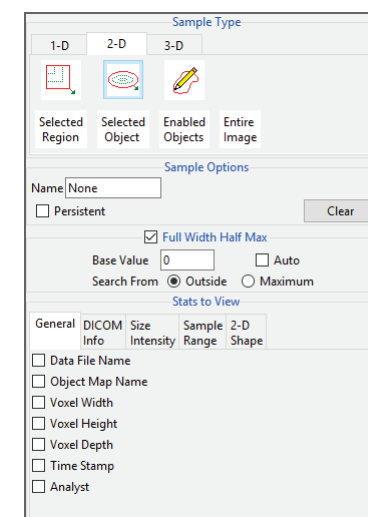 Sample Type
1-D 2-D 3-D
Selected Region
Selected Object
Enabled Objects
Entire Image
Sample Options
Name None
Persistent Clear
Full Width Half Max
Base Value 0 Auto
Search From Outside Maximum
Stats to View
General
DICOM Info
Size Intensity
Sample Range
2-D Shape
Data File Name
Object Map Name
Voxel Width
Voxel Height
Voxel Depth
Time Stamp
Analyst